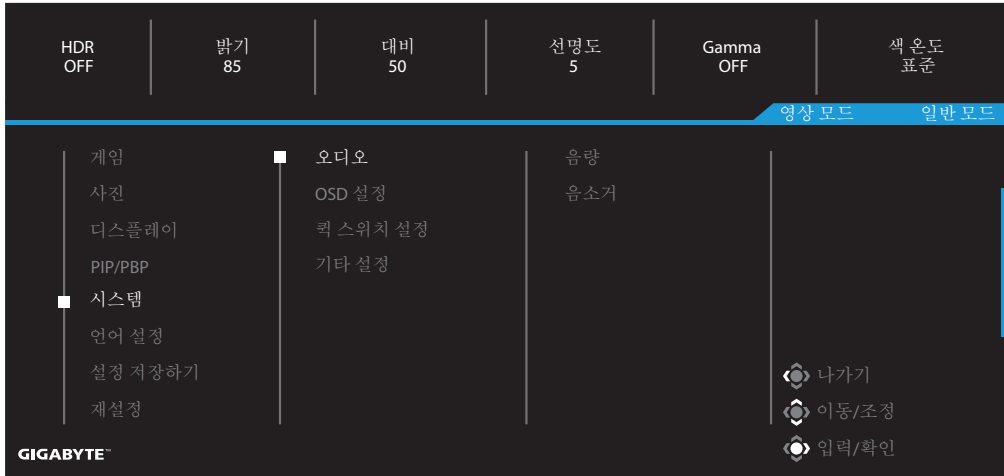 HDR
OFF
밝기
85
대비
50
선명도
5
Gamma
OFF
색 온도
표준
영상 모드
일반 모드
게임
사진
디스플레이
PIP/PBP
시스템
언어 설정
설정 저장하기
재설정
오디오
OSD 설정
퀵 스위치 설정
기타 설정
음량
음소거
나가기
이동/조정
입력/확인
GIGABYTE™